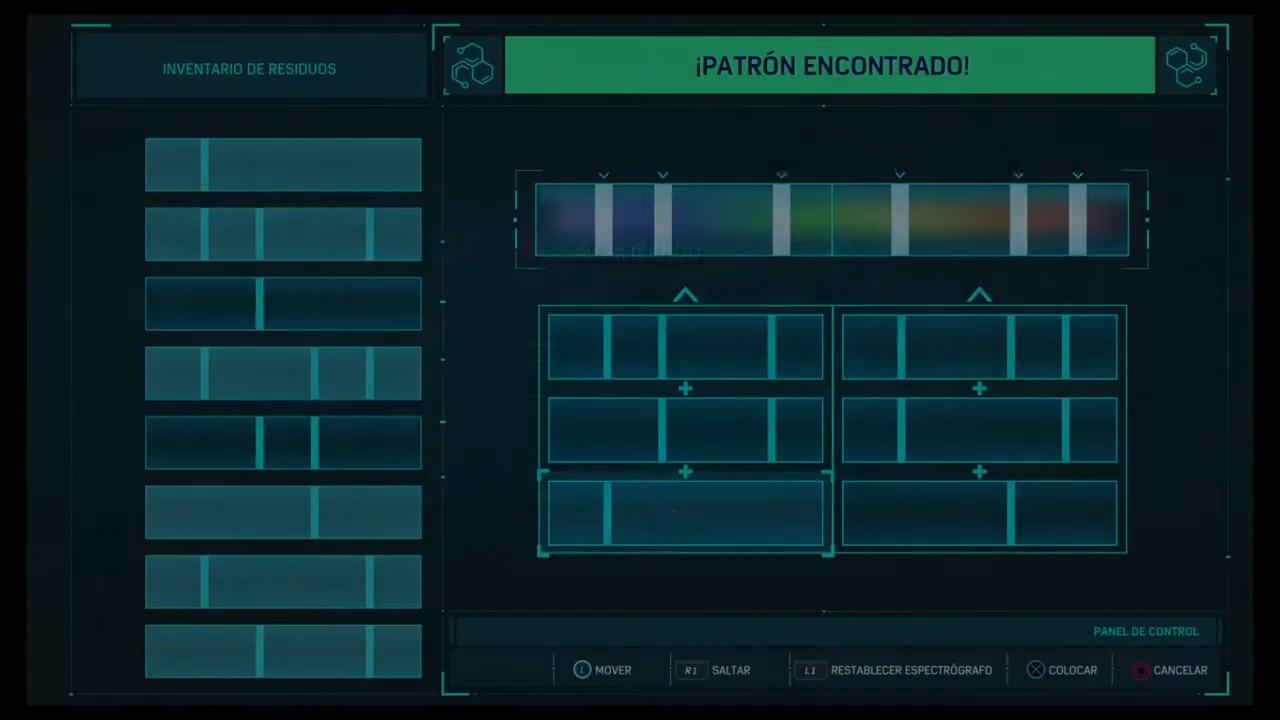 INVENTARIO DE RESIDUOS
¡PATRÓN ENCONTRADO!
PANEL DE CONTROL
L MOVER
R1 SALTAR
L1 RESTABLECER ESPECTRÓGRAFO
COLOCAR
CANCELAR